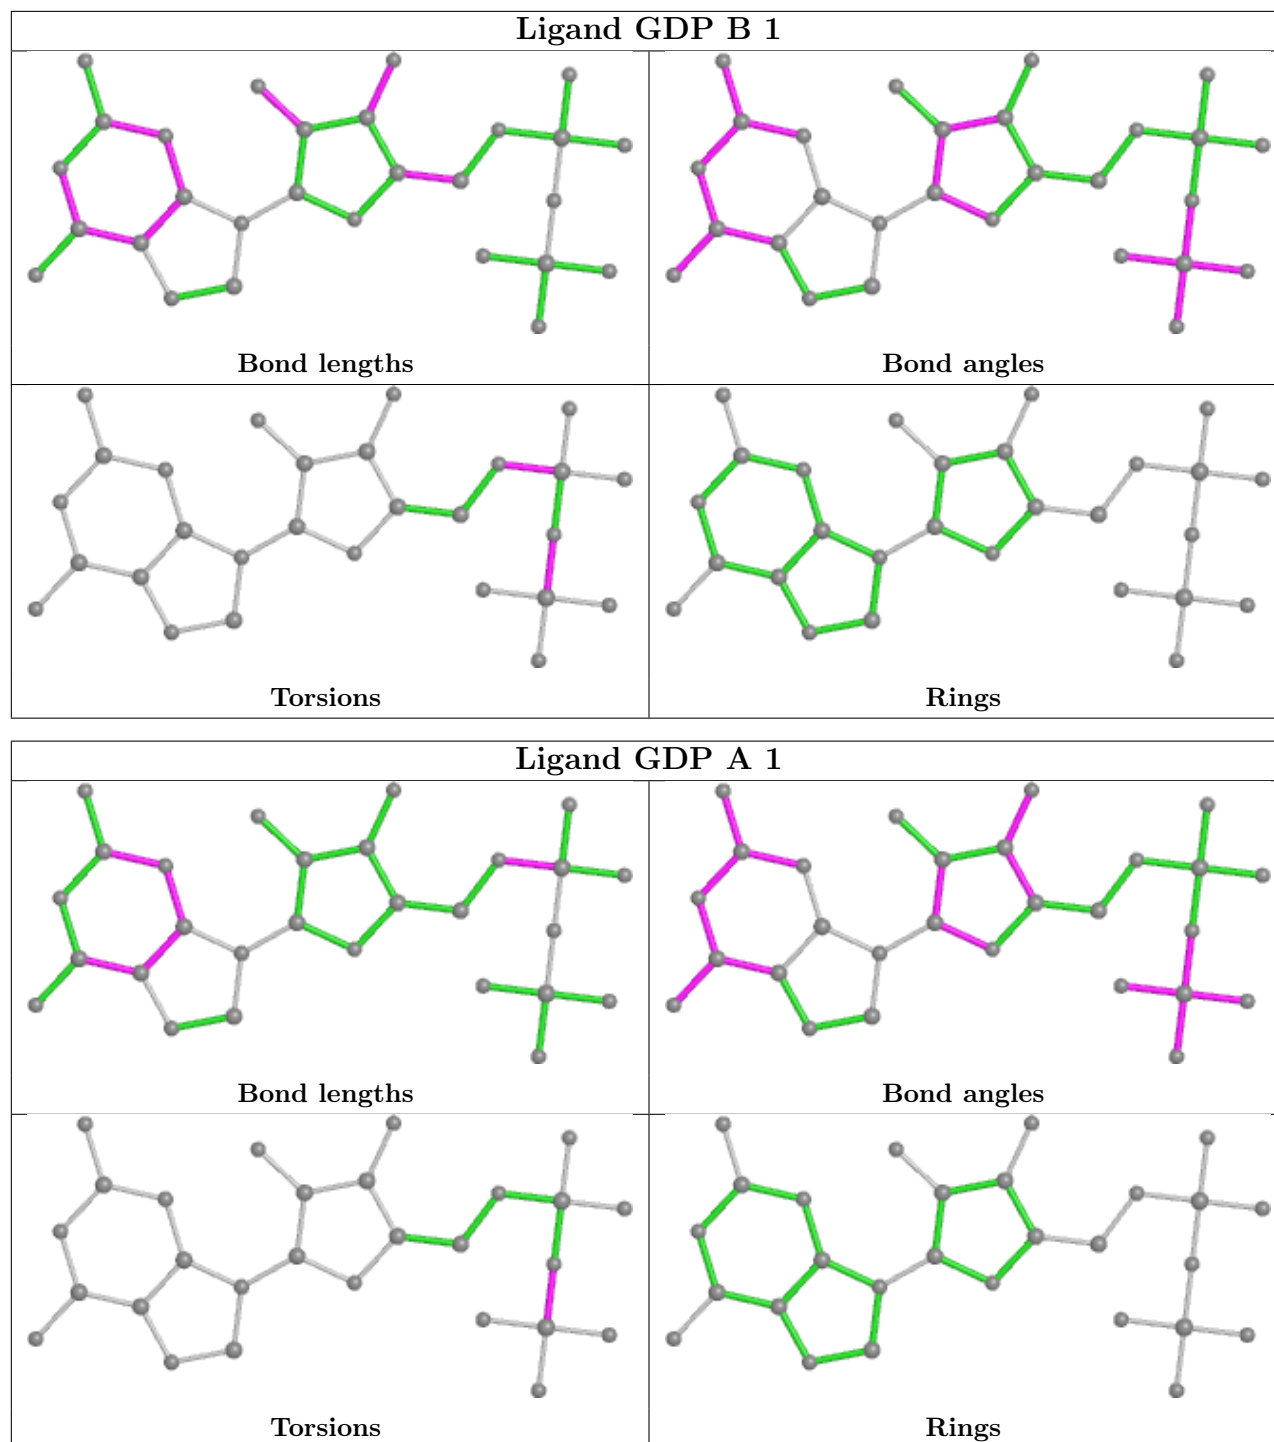 Ligand GDP B 1
Bond lengths
Bond angles
Torsions
Rings
Ligand GDP A 1
Bond lengths
Bond angles
Torsions
Rings